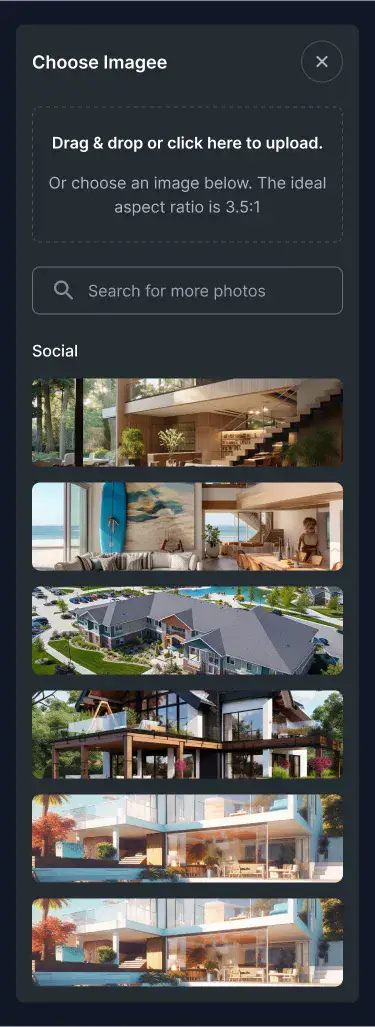 Choose Imagee
Drag & drop or click here to upload.
Or choose an image below. The ideal
aspect ratio is 3.5:1
Search for more photos
Social